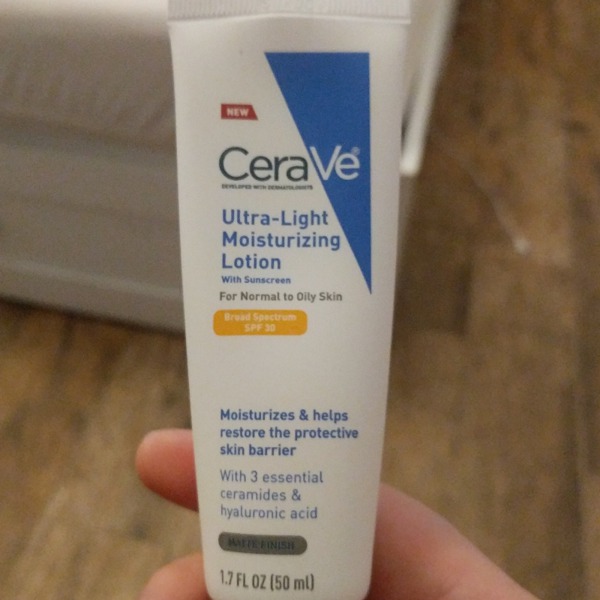 NEW
CeraVe®
DEVELOPED WITH DERMATOLOGISTS
Ultra-Light
Moisturizing
Lotion
With Sunscreen
For Normal to Oily Skin
Broad Spectrum
SPF 30
Moisturizes & helps
restore the protective
skin barrier
With 3 essential
ceramides &
hyaluronic acid
MATTE FINISH
1.7 FL OZ (50 ml)